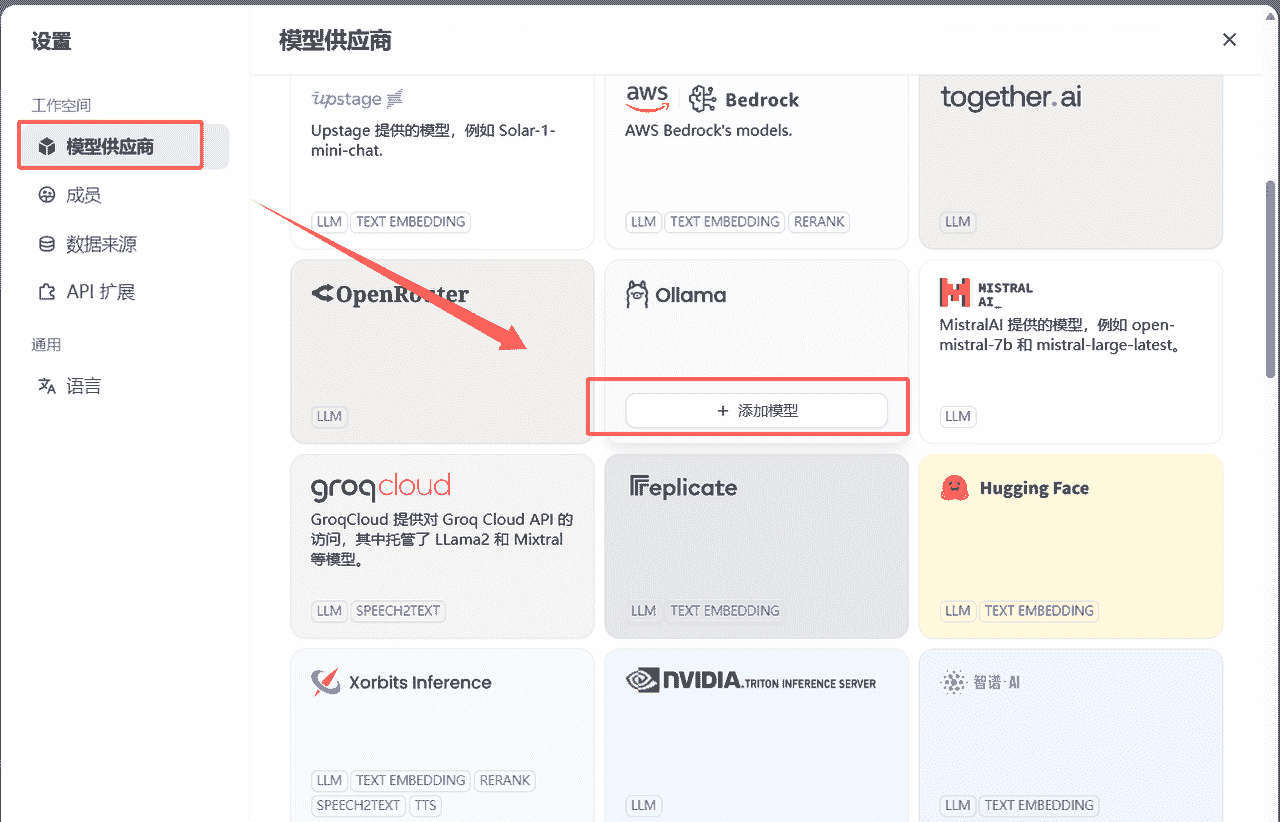 设置
工作空间
模型供应商
成员
数据来源
API 扩展
通用
语言
模型供应商
upstage
Upstage 提供的模型，例如 Solar-1-
mini-chat.
LLM TEXT EMBEDDING
aws Bedrock
AWS Bedrock's models.
LLM TEXT EMBEDDING RERANK
together.ai
LLM
OpenRouter
LLM
Ollama
+ 添加模型
MISTRAL
AI_
MistralAI 提供的模型，例如 open-
mistral-7b 和 mistral-large-latest。
LLM
groqcloud
GroqCloud 提供对 Groq Cloud API 的
访问，其中托管了 LLama2 和 Mixtral
等模型。
LLM SPEECH2TEXT
Replicate
LLM TEXT EMBEDDING
Hugging Face
LLM TEXT EMBEDDING
Xorbits Inference
LLM TEXT EMBEDDING RERANK
SPEECH2TEXT TTS
NVIDIA.TRITON INFERENCE SERVER
LLM
智谱·AI
LLM TEXT EMBEDDING